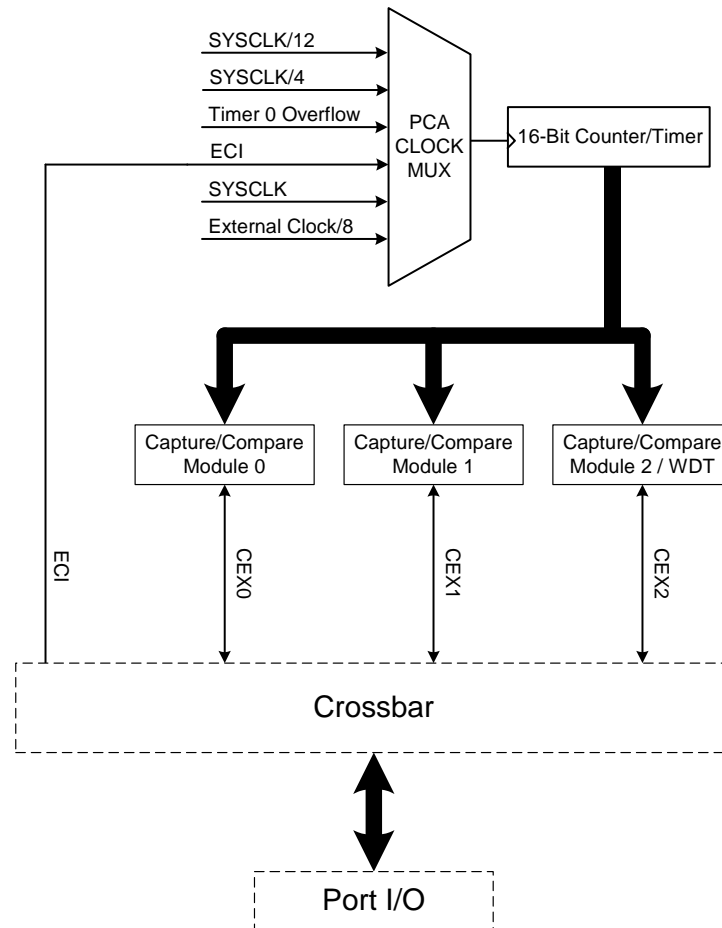 SYSCLK/12
SYSCLK/4
Timer 0 Overflow
ECI
SYSCLK
External Clock/8
PCA
CLOCK
MUX
16-Bit Counter/Timer
Capture/Compare
Module 0
Capture/Compare
Module 1
Capture/Compare
Module 2 / WDT
ECI
CEX0
CEX1
CEX2
Crossbar
Port I/O